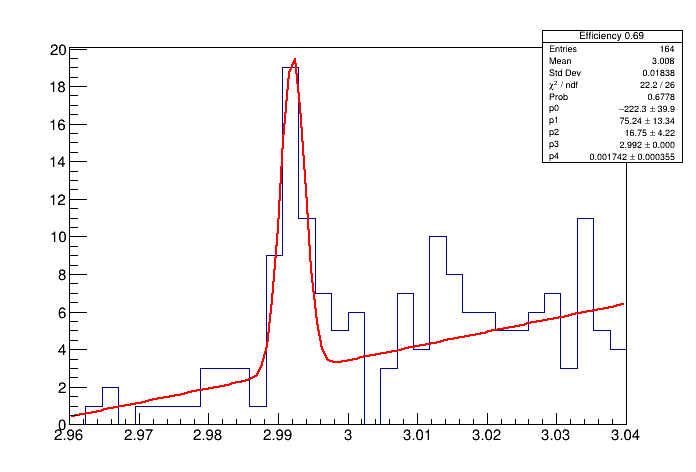 Efficiency 0.69
Entries 164
Mean 3.008
Std Dev 0.01838
χ² / ndf 22.2 / 26
Prob 0.6778
p0 −222.3 ± 39.9
p1 75.24 ± 13.34
p2 16.75 ± 4.22
p3 2.992 ± 0.000
p4 0.001742 ± 0.000355
20
18
16
14
12
10
8
6
4
2
0
2.96 2.97 2.98 2.99 3 3.01 3.02 3.03 3.04